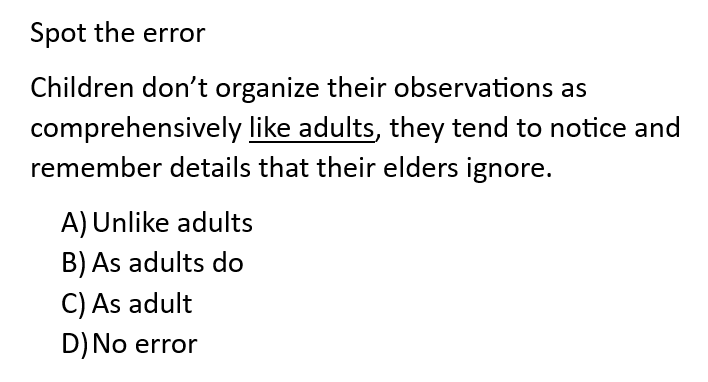 Spot the error
Children don’t organize their observations as
comprehensively like adults, they tend to notice and
remember details that their elders ignore.
A) Unlike adults
B) As adults do
C) As adult
D) No error